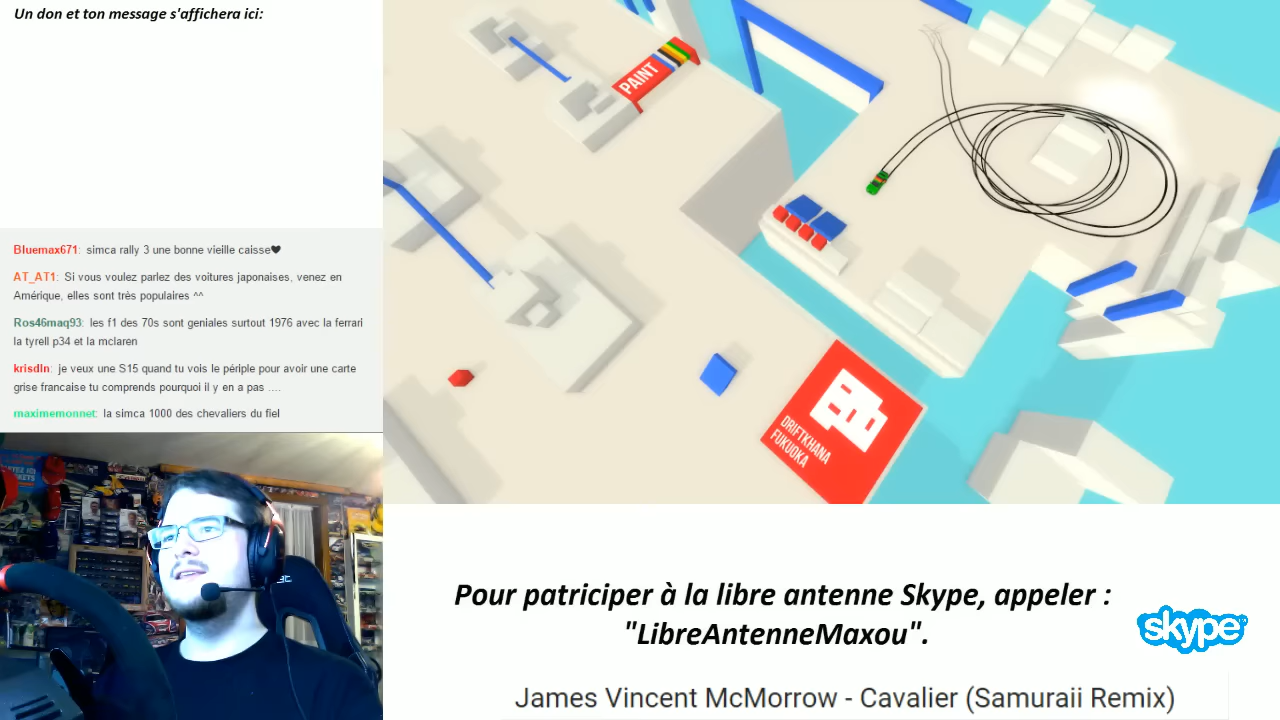 Un don et ton message s'affichera ici:
Bluemax671: simca rally 3 une bonne vieille caisse♥
AT_AT1: Si vous voulez parlez des voitures japonaises, venez en
Amérique, elles sont très populaires ^^
Ros46maq93: les f1 des 70s sont geniales surtout 1976 avec la ferrari
la tyrell p34 et la mclaren
krisdln: je veux une S15 quand tu vois le périple pour avoir une carte
grise francaise tu comprends pourquoi il y en a pas ....
maximemonnet: la simca 1000 des chevaliers du fiel
PAINT
DRIFTKHANA
FUKUOKA
Pour patriciper à la libre antenne Skype, appeler :
"LibreAntenneMaxou".
skype
James Vincent McMorrow - Cavalier (Samuraii Remix)